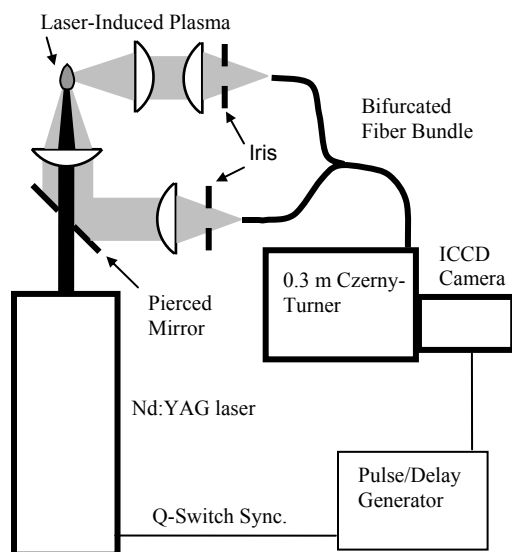 Laser-Induced Plasma
Iris
Bifurcated
Fiber Bundle
ICCD
Camera
0.3 m Czerny-
Turner
Pierced
Mirror
Nd:YAG laser
Pulse/Delay
Generator
Q-Switch Sync.